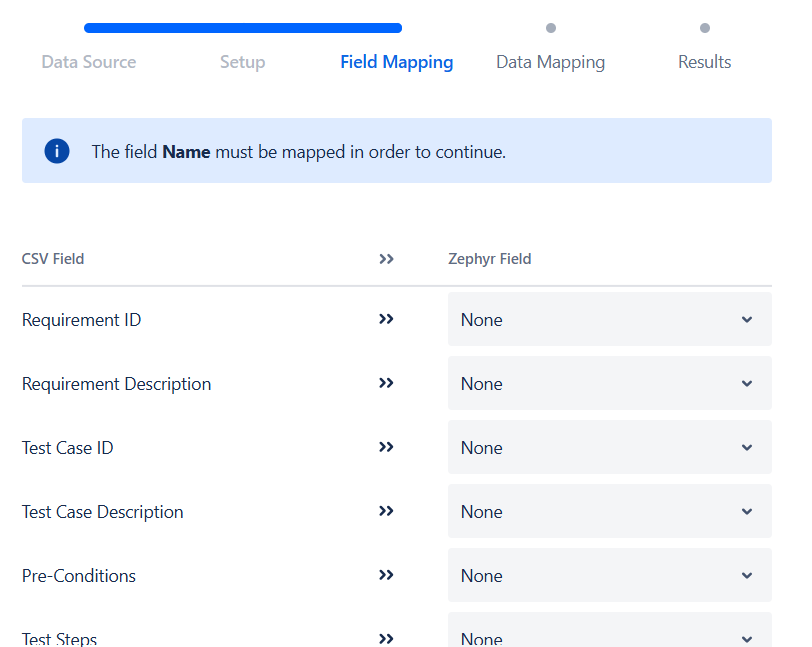 Data Source Setup Field Mapping Data Mapping Results
The field Name must be mapped in order to continue.
CSV Field >> Zephyr Field
Requirement ID >> None
Requirement Description >> None
Test Case ID >> None
Test Case Description >> None
Pre-Conditions >> None
Test Steps >> None